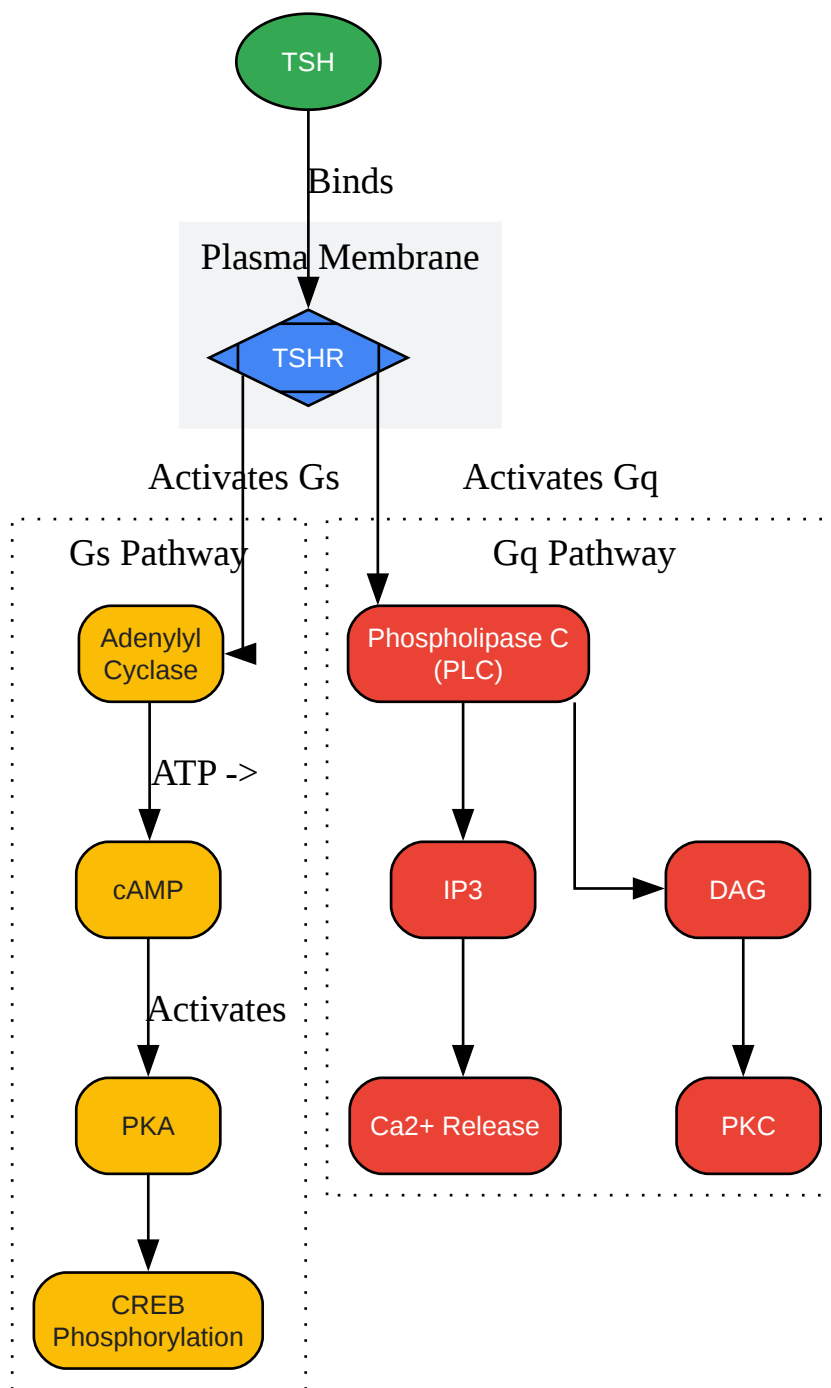 TSH
Binds
Plasma Membrane
TSHR
Activates Gs
Activates Gq
Gs Pathway
Gq Pathway
Adenylyl
Cyclase
Phospholipase C
(PLC)
ATP ->
cAMP
IP3
DAG
Activates
PKA
Ca2+ Release
PKC
CREB
Phosphorylation